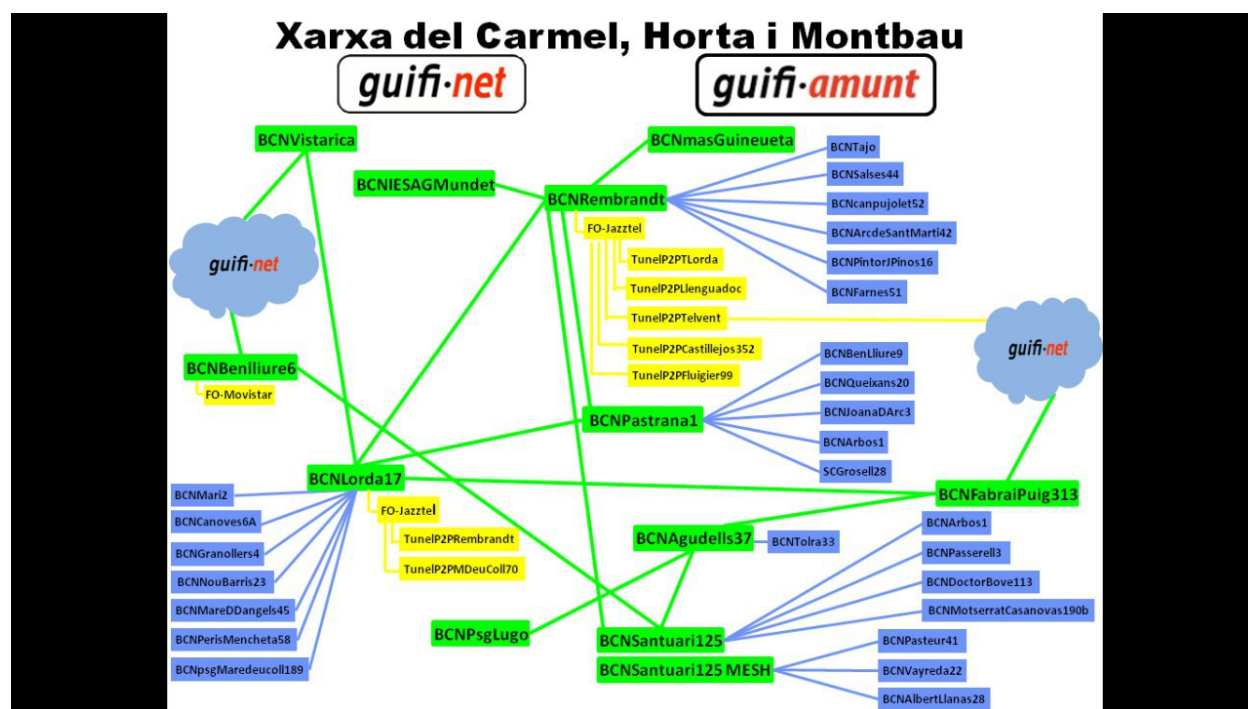 Xarxa del Carmel, Horta i Montbau
guifi·net
guifi·amunt
BCNVistarica
BCNmasGuineueta
BCNIESAGMundet
BCNRembrandt
FO-Jazztel
TunelP2PTLorda
TunelP2PLlenguadoc
TunelP2PTelvent
TunelP2PCastillejos352
TunelP2PFluigier99
BCNTajo
BCNSalses44
BCNcanpujolet52
BCNArcdeSantMarti42
BCNPintorJPinos16
BCNFarnes51
guifi·net
guifi·net
BCNBenlliure6
FO-Movistar
BCNPastrana1
BCNBenLliure9
BCNQueixans20
BCNJoanaDArc3
BCNArbos1
SCGrosell28
BCNLorda17
FO-Jazztel
TunelP2PRembrandt
TunelP2PMDeuColl70
BCNMari2
BCNCanoves6A
BCNGranollers4
BCNNouBarris23
BCNMareDDangels45
BCNPerisMencheta58
BCNpsgMaredeucoll189
BCNFabraiPuig313
BCNAgudells37
BCNTolra33
BCNPsgLugo
BCNSantuari125
BCNSantuari125 MESH
BCNArbos1
BCNPasserell3
BCNDoctorBove113
BCNMotserratCasanovas190b
BCNPasteur41
BCNVayreda22
BCNAlbertLlanas28